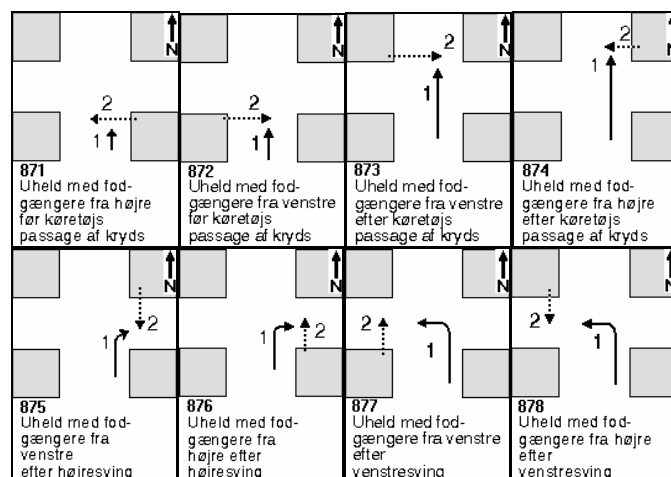 N
2
1
871
Uheld med fod-
gængere fra højre
før køretøjs
passage af kryds
N
2
1
872
Uheld med fod-
gængere fra venstre
før køretøjs
passage af kryds
N
2
1
873
Uheld med fod-
gængere fra venstre
efter køretøjs
passage af kryds
N
2
1
874
Uheld med fod-
gængere fra højre
efter køretøjs
passage af kryds
N
1
2
875
Uheld med fod-
gængere fra
venstre
efter højresving
N
1
2
876
Uheld med fod-
gængere fra
højre efter
højresving
N
2
1
877
Uheld med fod-
gængere fra venstre
efter
venstresving
N
2
1
878
Uheld med fod-
gængere fra højre
efter
venstresving